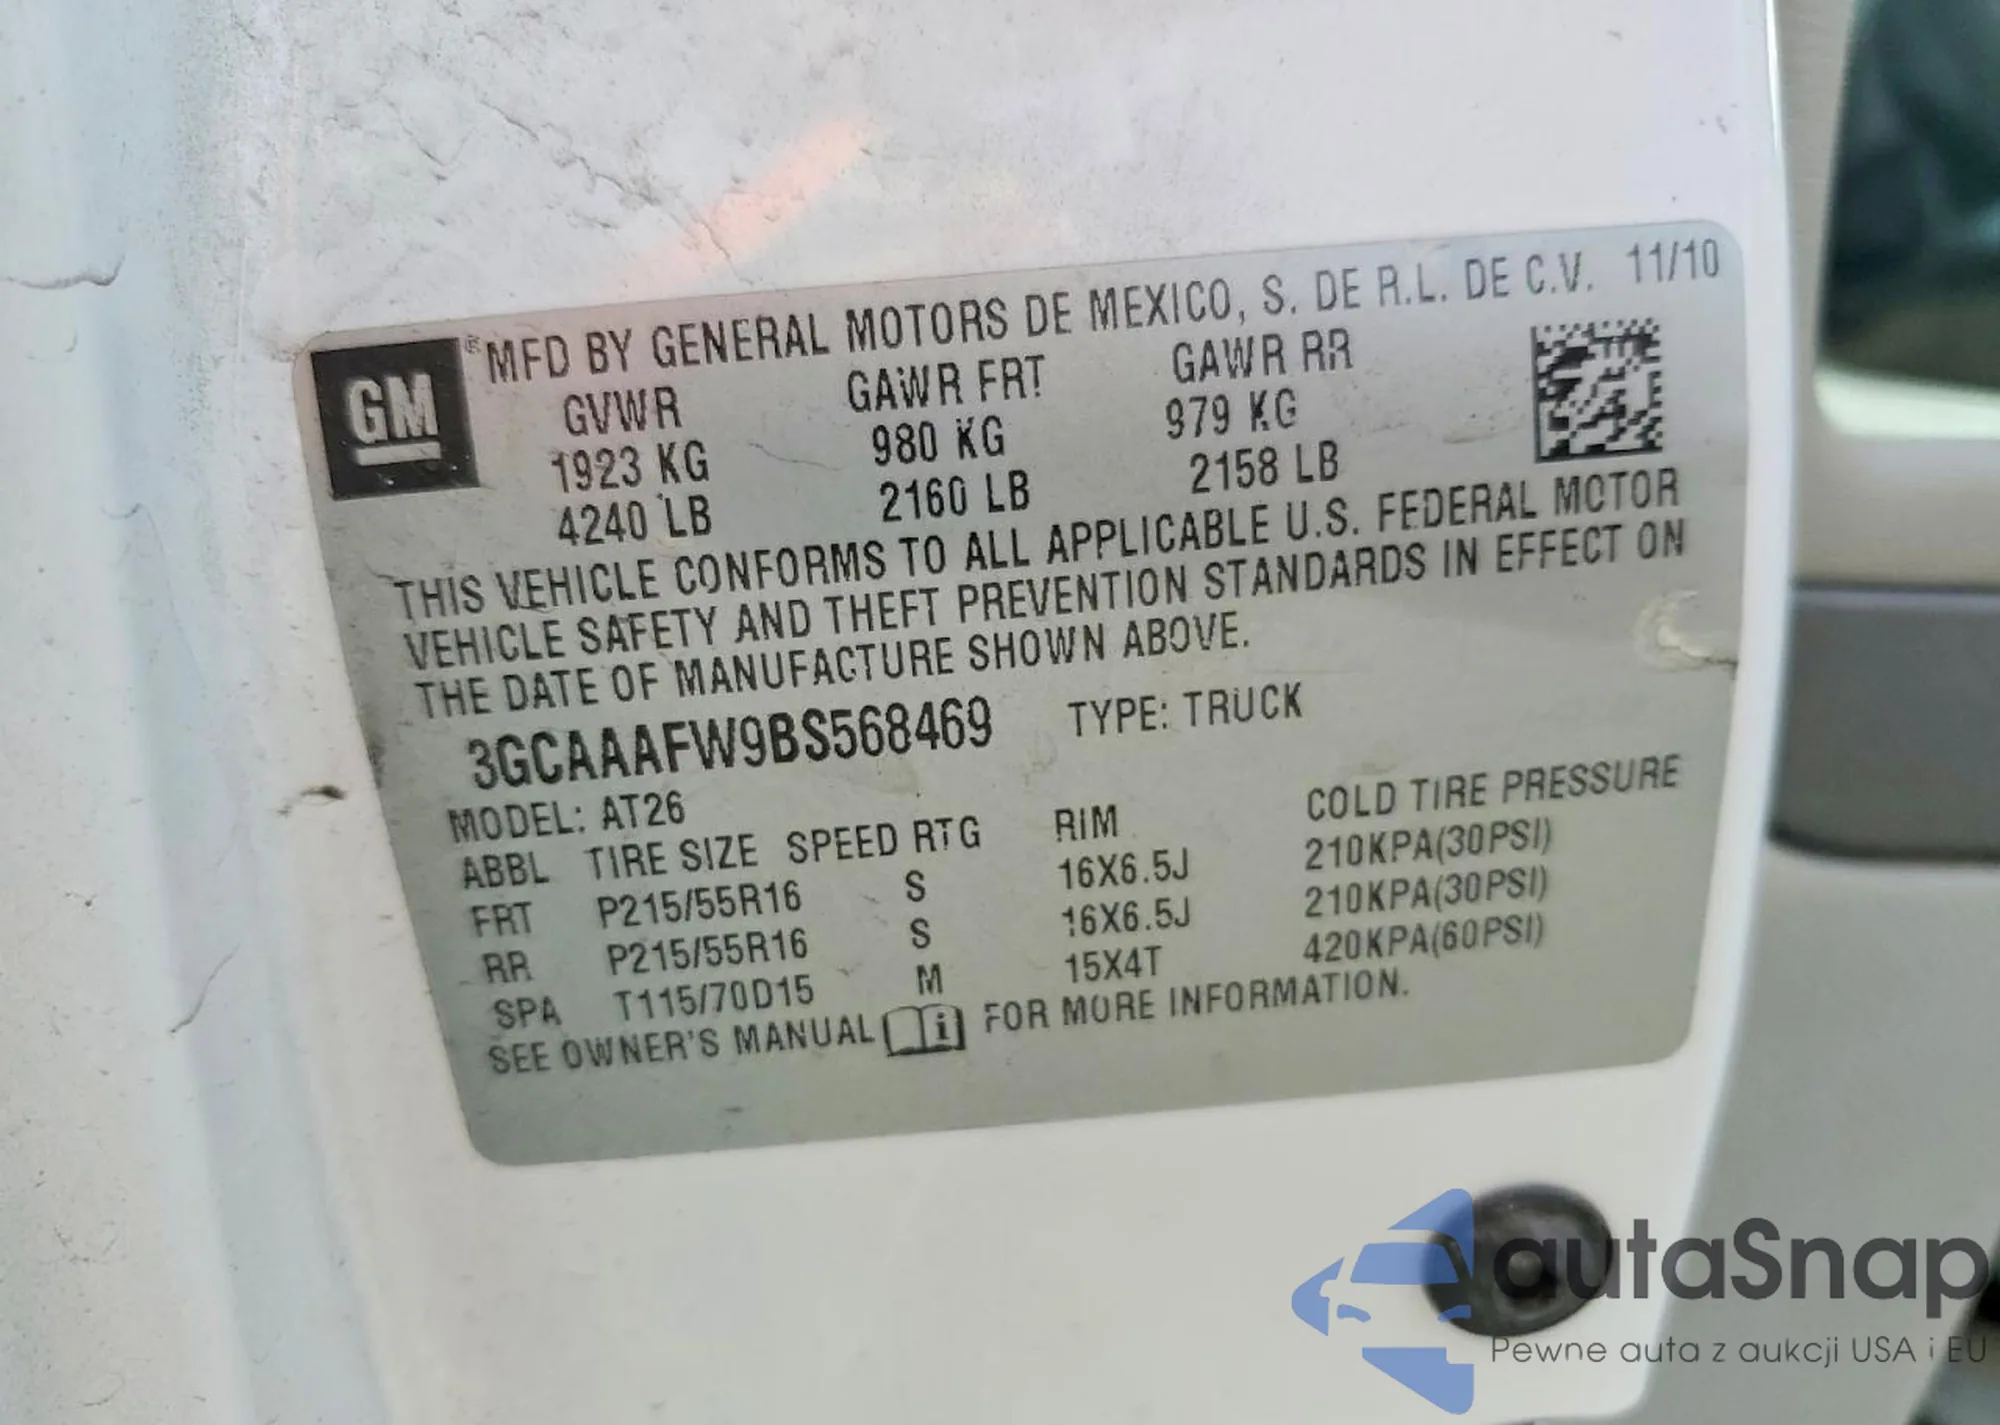 GM ® MFD BY GENERAL MOTORS DE MEXICO, S. DE R.L. DE C.V. 11/10
GVWR GAWR FRT GAWR RR
1923 KG 980 KG 979 KG
4240 LB 2160 LB 2158 LB
THIS VEHICLE CONFORMS TO ALL APPLICABLE U.S. FEDERAL MOTOR
VEHICLE SAFETY AND THEFT PREVENTION STANDARDS IN EFFECT ON
THE DATE OF MANUFACTURE SHOWN ABOVE.
3GCAAAFW9BS568469 TYPE: TRUCK
MODEL: AT26
ABBL TIRE SIZE SPEED RTG RIM COLD TIRE PRESSURE
FRT P215/55R16 S 16X6.5J 210KPA(30PSI)
RR P215/55R16 S 16X6.5J 210KPA(30PSI)
SPA T115/70D15 M 15X4T 420KPA(60PSI)
SEE OWNER'S MANUAL i FOR MORE INFORMATION.
autaSnap
Pewne auta z aukcji USA i EU